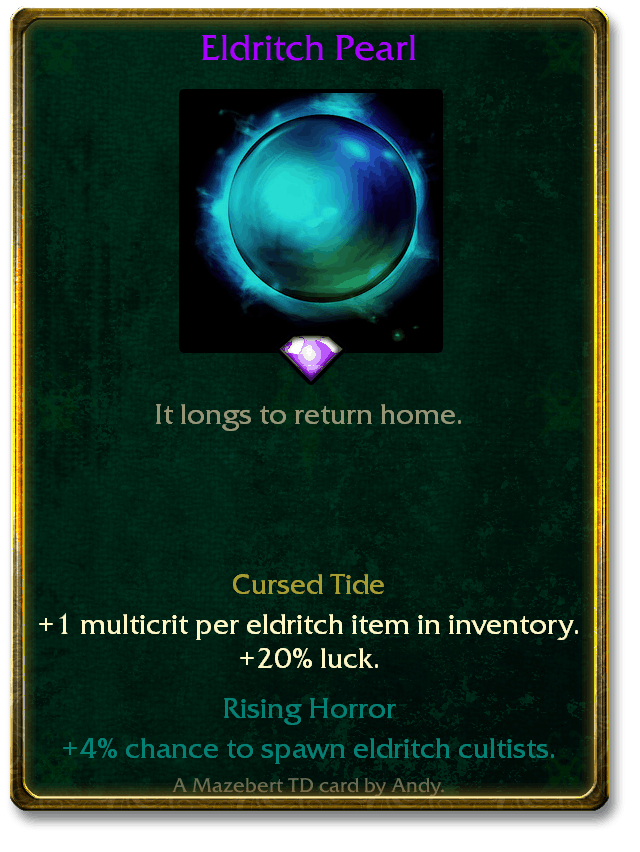 Eldritch Pearl
It longs to return home.
Cursed Tide
+1 multicrit per eldritch item in inventory.
+20% luck.
Rising Horror
+4% chance to spawn eldritch cultists.
A Mazebert TD card by Andy.